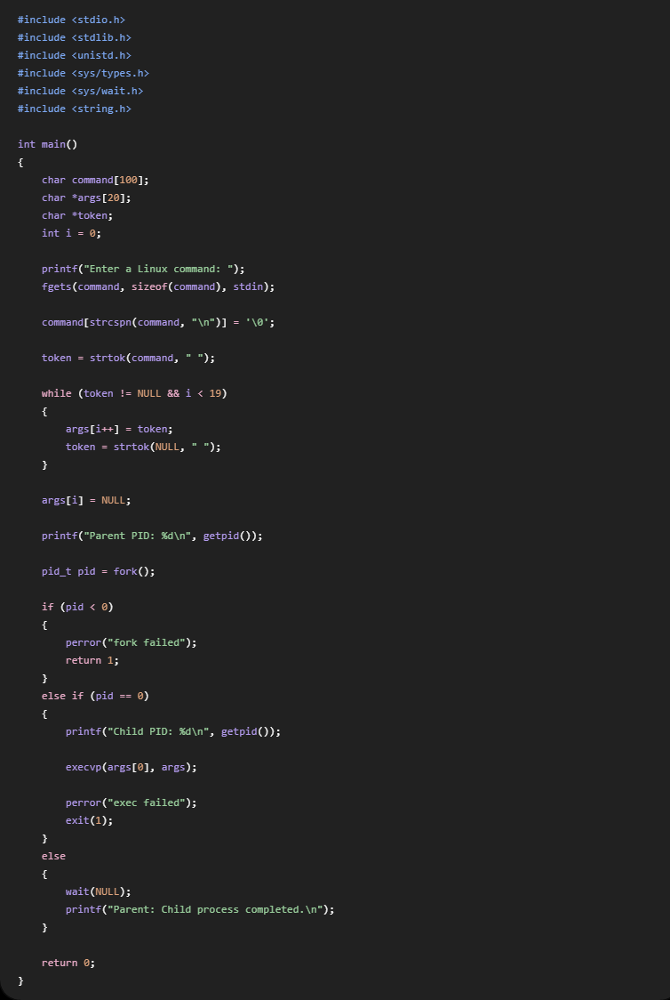 #include <stdio.h>
#include <stdlib.h>
#include <unistd.h>
#include <sys/types.h>
#include <sys/wait.h>
#include <string.h>

int main()
{
    char command[100];
    char *args[20];
    char *token;
    int i = 0;

    printf("Enter a Linux command: ");
    fgets(command, sizeof(command), stdin);

    command[strcspn(command, "\n")] = '\0';

    token = strtok(command, " ");

    while (token != NULL && i < 19)
    {
        args[i++] = token;
        token = strtok(NULL, " ");
    }

    args[i] = NULL;

    printf("Parent PID: %d\n", getpid());

    pid_t pid = fork();

    if (pid < 0)
    {
        perror("fork failed");
        return 1;
    }
    else if (pid == 0)
    {
        printf("Child PID: %d\n", getpid());

        execvp(args[0], args);

        perror("exec failed");
        exit(1);
    }
    else
    {
        wait(NULL);
        printf("Parent: Child process completed.\n");
    }

    return 0;
}